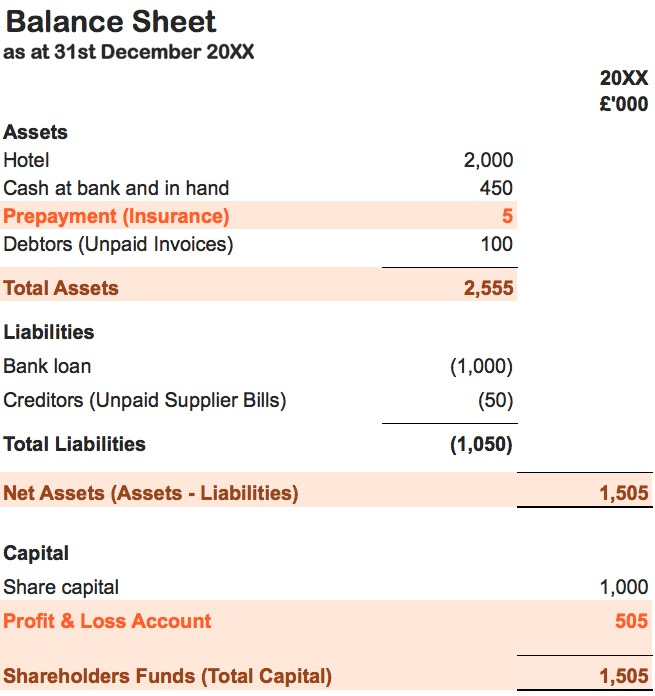 Balance Sheet
as at 31st December 20XX
20XX
£'000
Assets
Hotel 2,000
Cash at bank and in hand 450
Prepayment (Insurance) 5
Debtors (Unpaid Invoices) 100
Total Assets 2,555
Liabilities
Bank loan (1,000)
Creditors (Unpaid Supplier Bills) (50)
Total Liabilities (1,050)
Net Assets (Assets - Liabilities) 1,505
Capital
Share capital 1,000
Profit & Loss Account 505
Shareholders Funds (Total Capital) 1,505